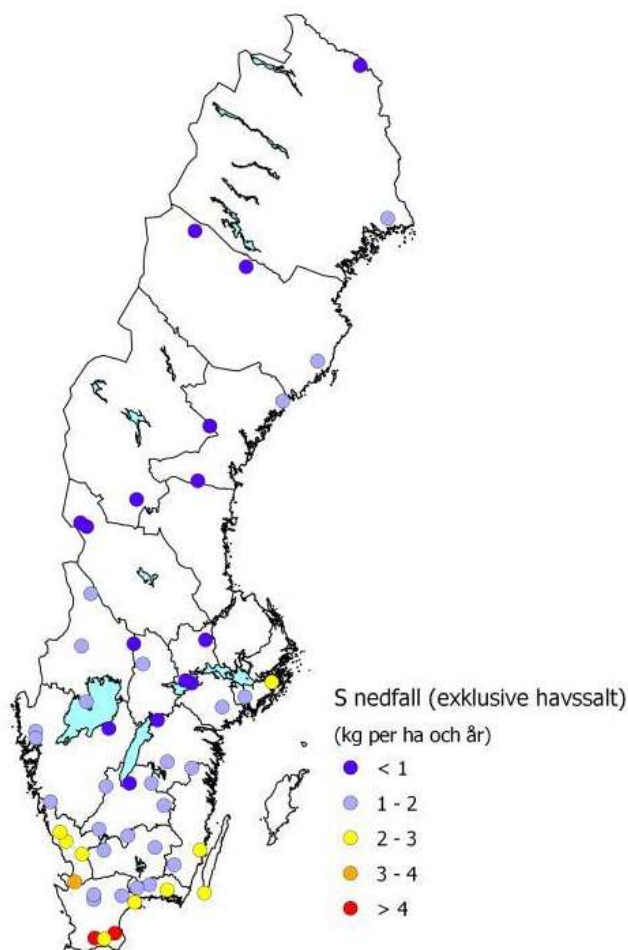 S nedfall (exklusive havssalt)
(kg per ha och år)
< 1
1 - 2
2 - 3
3 - 4
> 4